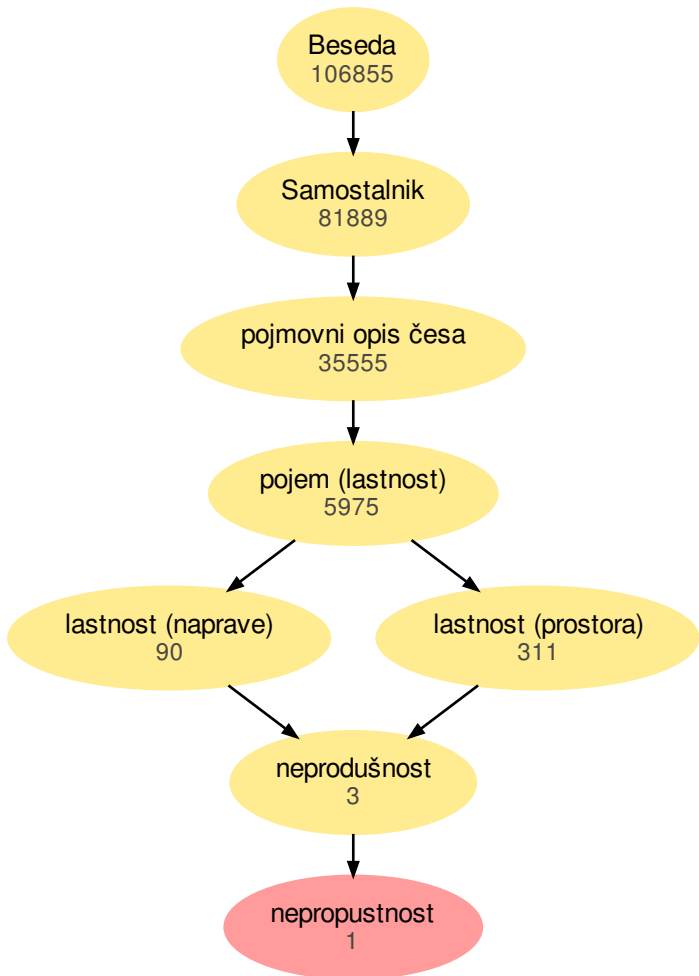 Beseda
106855
Samostalnik
81889
pojmovni opis česa
35555
pojem (lastnost)
5975
lastnost (naprave)
90
lastnost (prostora)
311
neprodušnost
3
nepropustnost
1